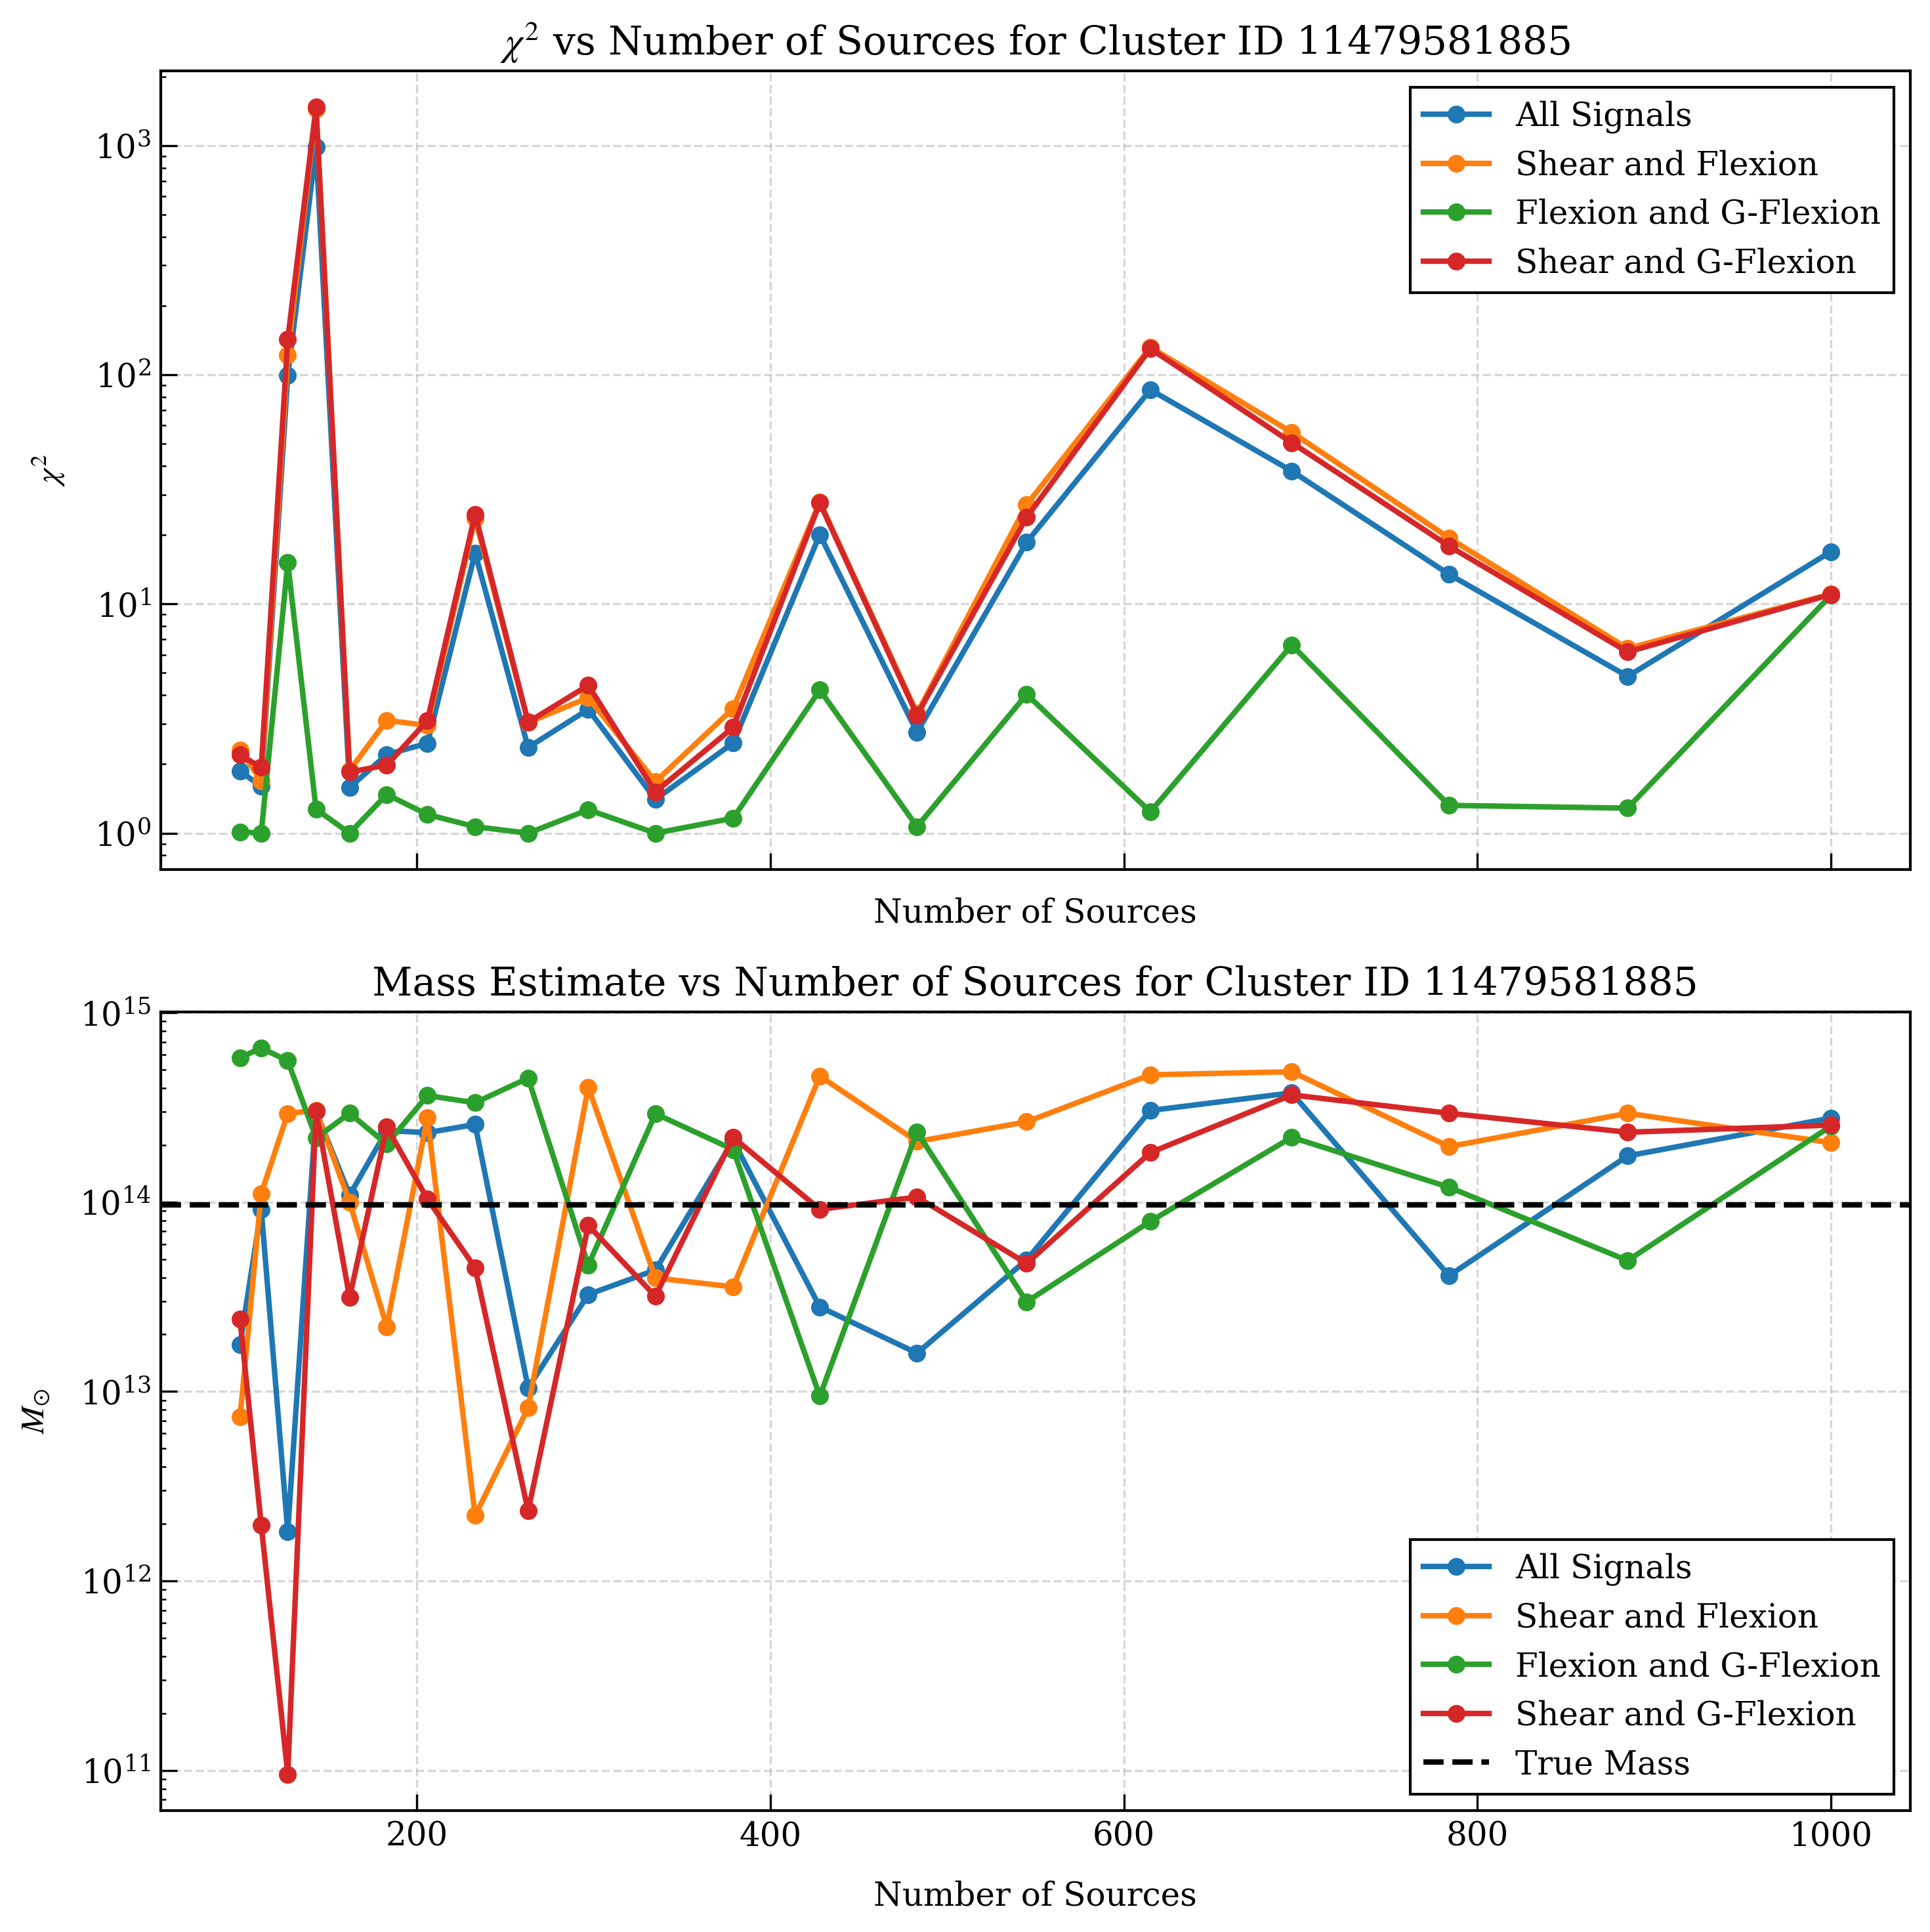 χ² vs Number of Sources for Cluster ID 11479581885
10³
10²
10¹
10⁰
χ²
All Signals
Shear and Flexion
Flexion and G-Flexion
Shear and G-Flexion
Number of Sources
Mass Estimate vs Number of Sources for Cluster ID 11479581885
10¹⁵
10¹⁴
10¹³
10¹²
10¹¹
M⊙
All Signals
Shear and Flexion
Flexion and G-Flexion
Shear and G-Flexion
True Mass
200 400 600 800 1000
Number of Sources